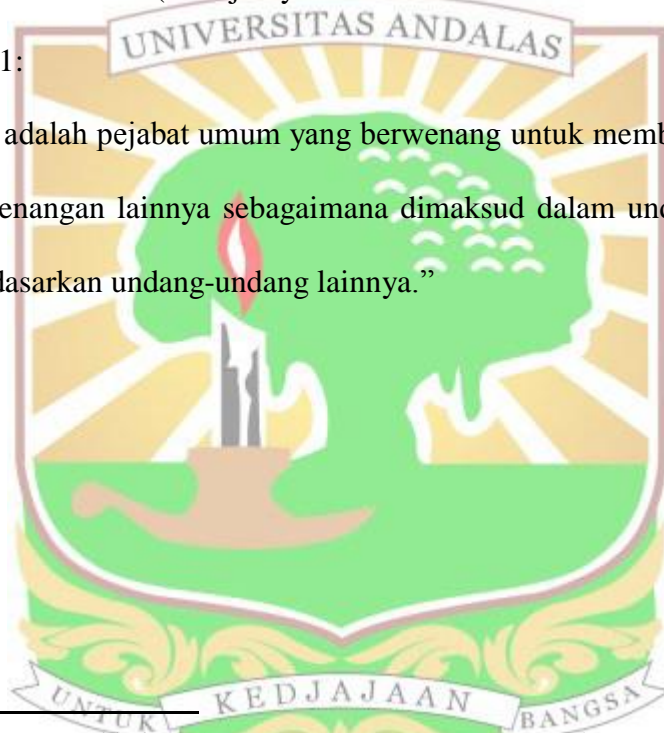 UNIVERSITAS ANDALAS
1:
adalah pejabat umum yang berwenang untuk memb
enangan lainnya sebagaimana dimaksud dalam und
dasarkan undang-undang lainnya.”
UNTUK KEDJAJAAN BANGSA